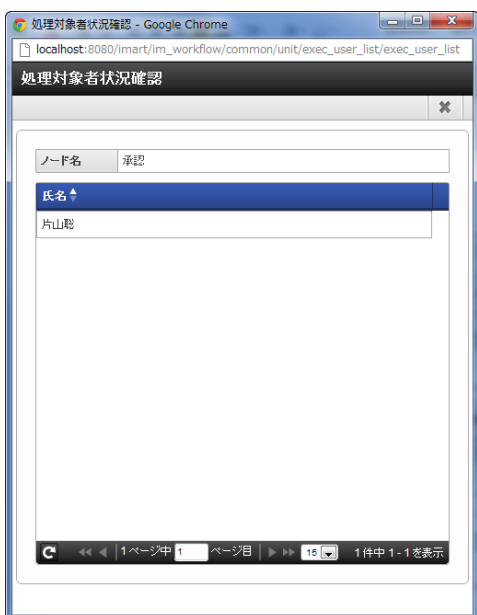 処理対象者状況確認 - Google Chrome
localhost:8080/imart/im_workflow/common/unit/exec_user_list/exec_user_list
処理対象者状況確認
ノード名 承認
氏名
片山聡
1 ページ中 1 ページ目 15 1 件中 1 - 1 を表示